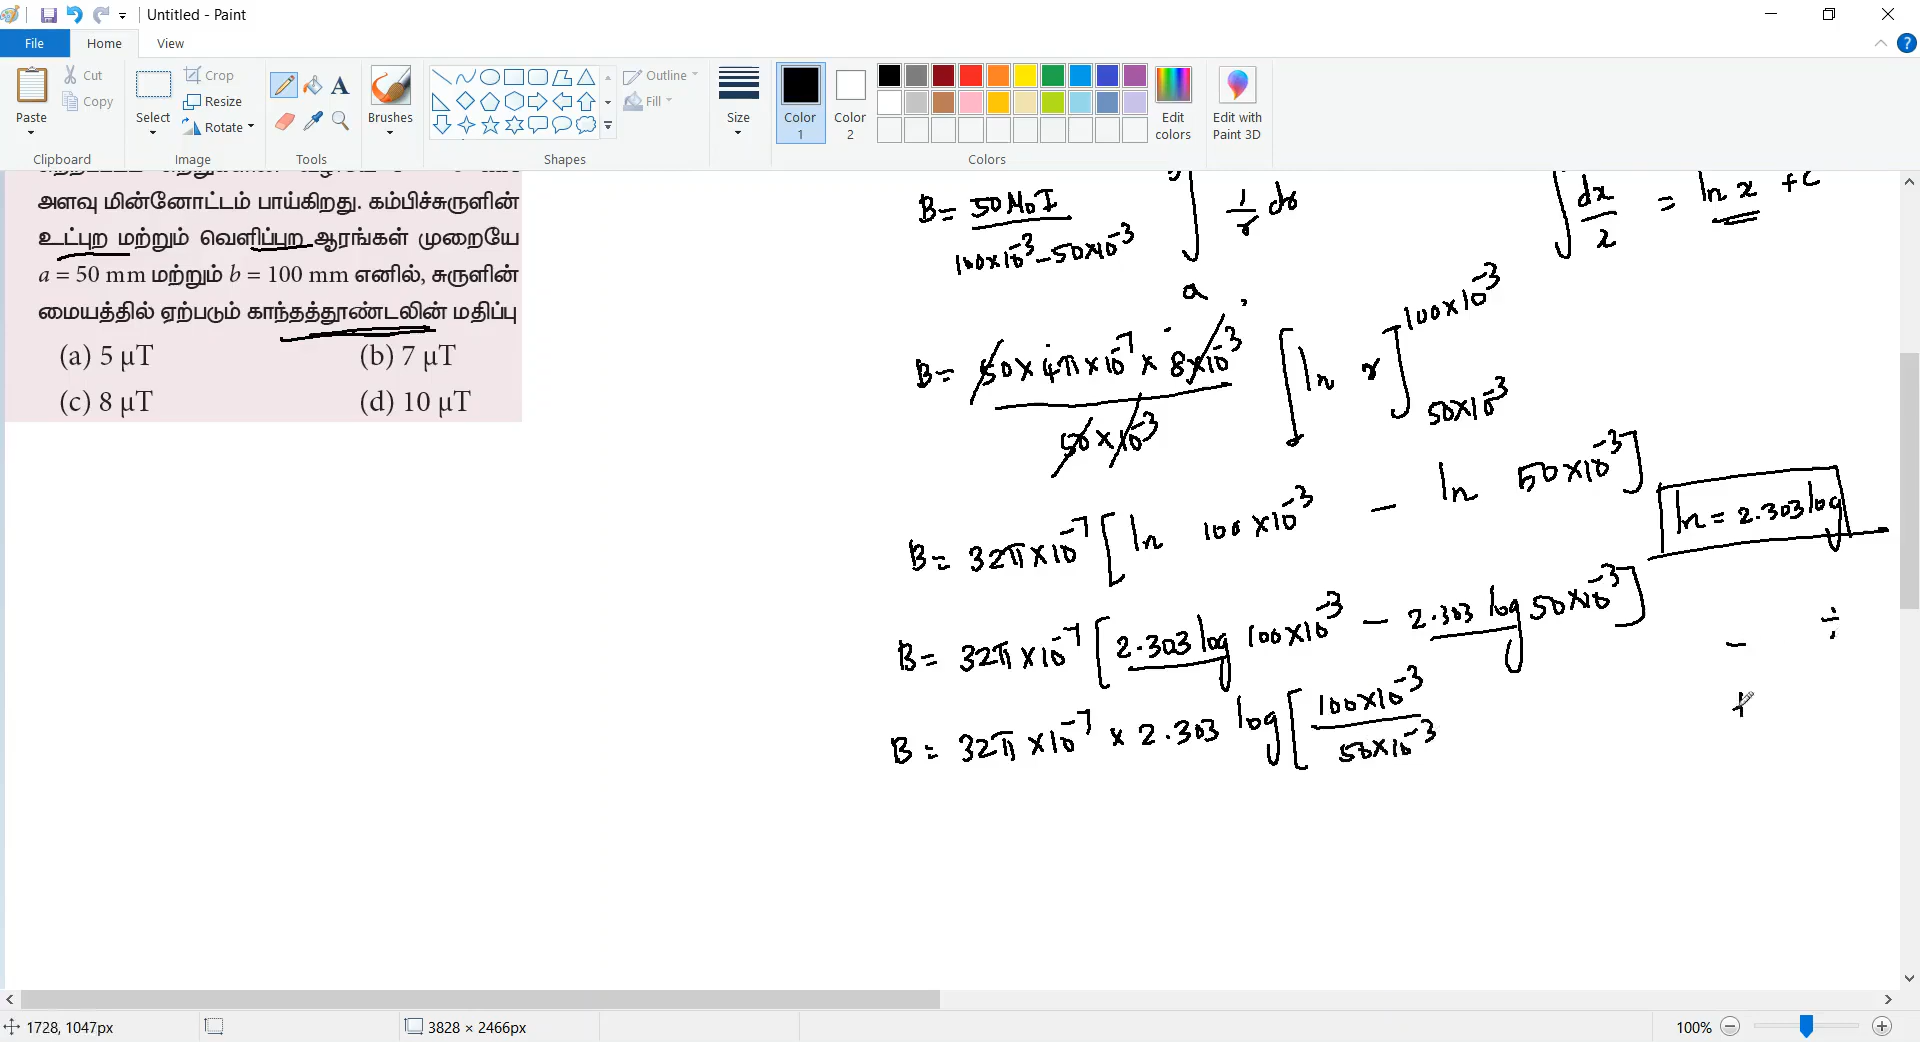 Untitled - Paint
File Home View
Paste Cut Copy Clipboard
Select Crop Resize Rotate Image
Tools
Brushes
Outline Fill Shapes
Size
Color 1 Color 2 Edit colors Edit with Paint 3D Colors
அளவு மின்னோட்டம் பாய்கிறது. கம்பிச்சுருளின்
உட்புற மற்றும் வெளிப்புற ஆரங்கள் முறையே
a = 50 mm மற்றும் b = 100 mm எனில், சுருளின்
மையத்தில் ஏற்படும் காந்தத்தூண்டலின் மதிப்பு
(a) 5 μT (b) 7 μT
(c) 8 μT (d) 10 μT
B = 50 μ₀ I / 100×10⁻³ − 50×10⁻³ ∫ a 1/r dr
∫ dx/2 = ln x + c
B = 50 × 4π × 10⁻⁷ × 8×10⁻³ / 50 × 10⁻³ [ln r] 100×10⁻³ 50×10⁻³
B = 32π × 10⁻⁷ [ln 100×10⁻³ − ln 50×10⁻³]
ln = 2.303 log
B = 32π × 10⁻⁷ [2.303 log 100×10⁻³ − 2.303 log 50×10⁻³]
− ÷
+
B = 32π × 10⁻⁷ × 2.303 log [100×10⁻³ / 50×10⁻³
1728, 1047px 3828 × 2466px 100%